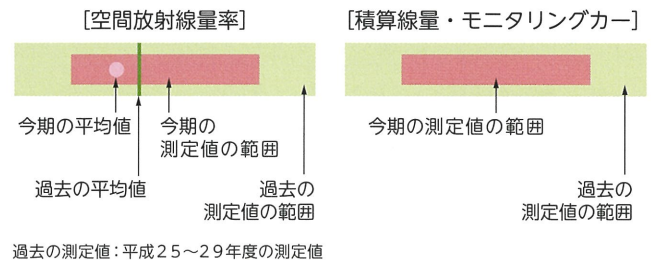 [空間放射線量率]
今期の平均値
今期の
測定値の範囲
過去の平均値
過去の
測定値の範囲
[積算線量・モニタリングカー]
今期の測定値の範囲
過去の
測定値の範囲
過去の測定値：平成２５～２９年度の測定値